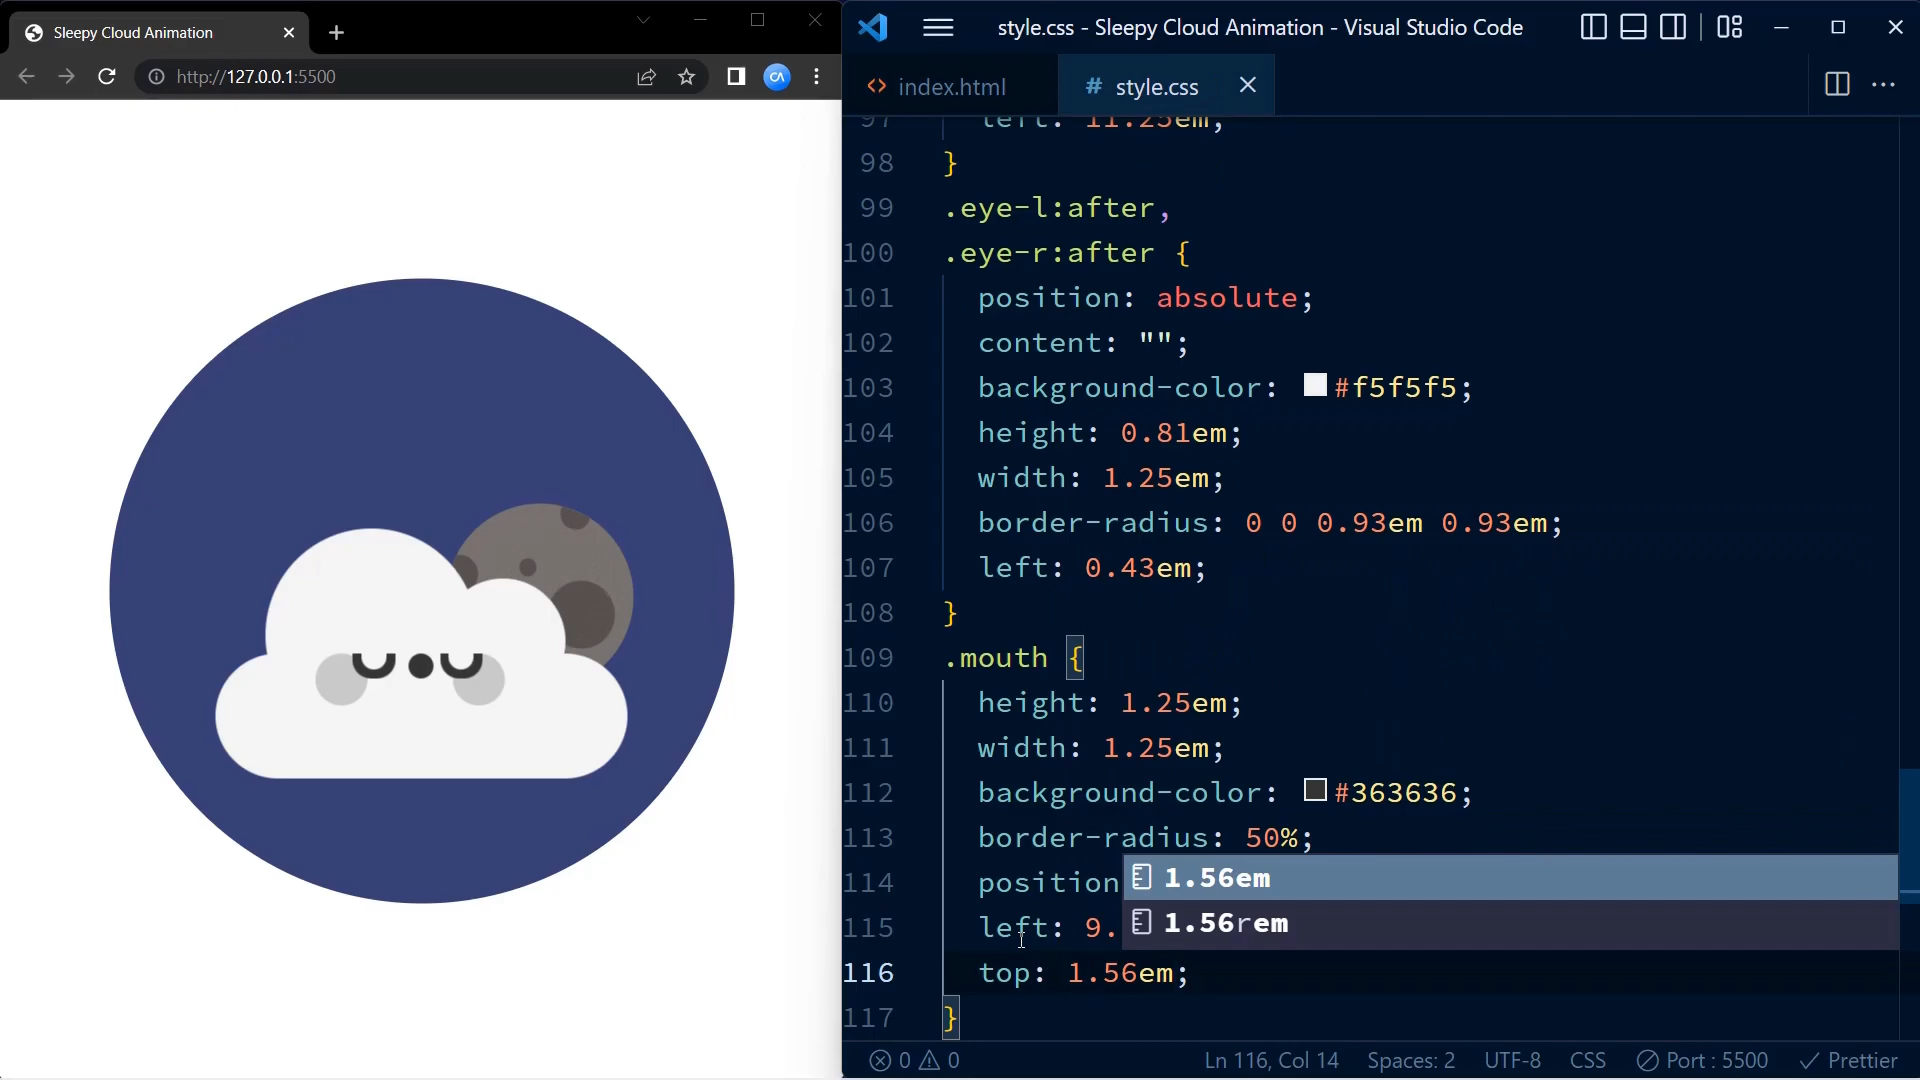 Sleepy Cloud Animation
http://127.0.0.1:5500
CA
style.css - Sleepy Cloud Animation - Visual Studio Code
index.html
# style.css
97 left: 11.25em;
98 }
99 .eye-l:after,
100 .eye-r:after {
101 position: absolute;
102 content: "";
103 background-color: #f5f5f5;
104 height: 0.81em;
105 width: 1.25em;
106 border-radius: 0 0 0.93em 0.93em;
107 left: 0.43em;
108 }
109 .mouth {
110 height: 1.25em;
111 width: 1.25em;
112 background-color: #363636;
113 border-radius: 50%;
114 position
1.56em
115 left: 9.
1.56rem
116 top: 1.56em;
117 }
0 0 Ln 116, Col 14 Spaces: 2 UTF-8 CSS Port : 5500 Prettier